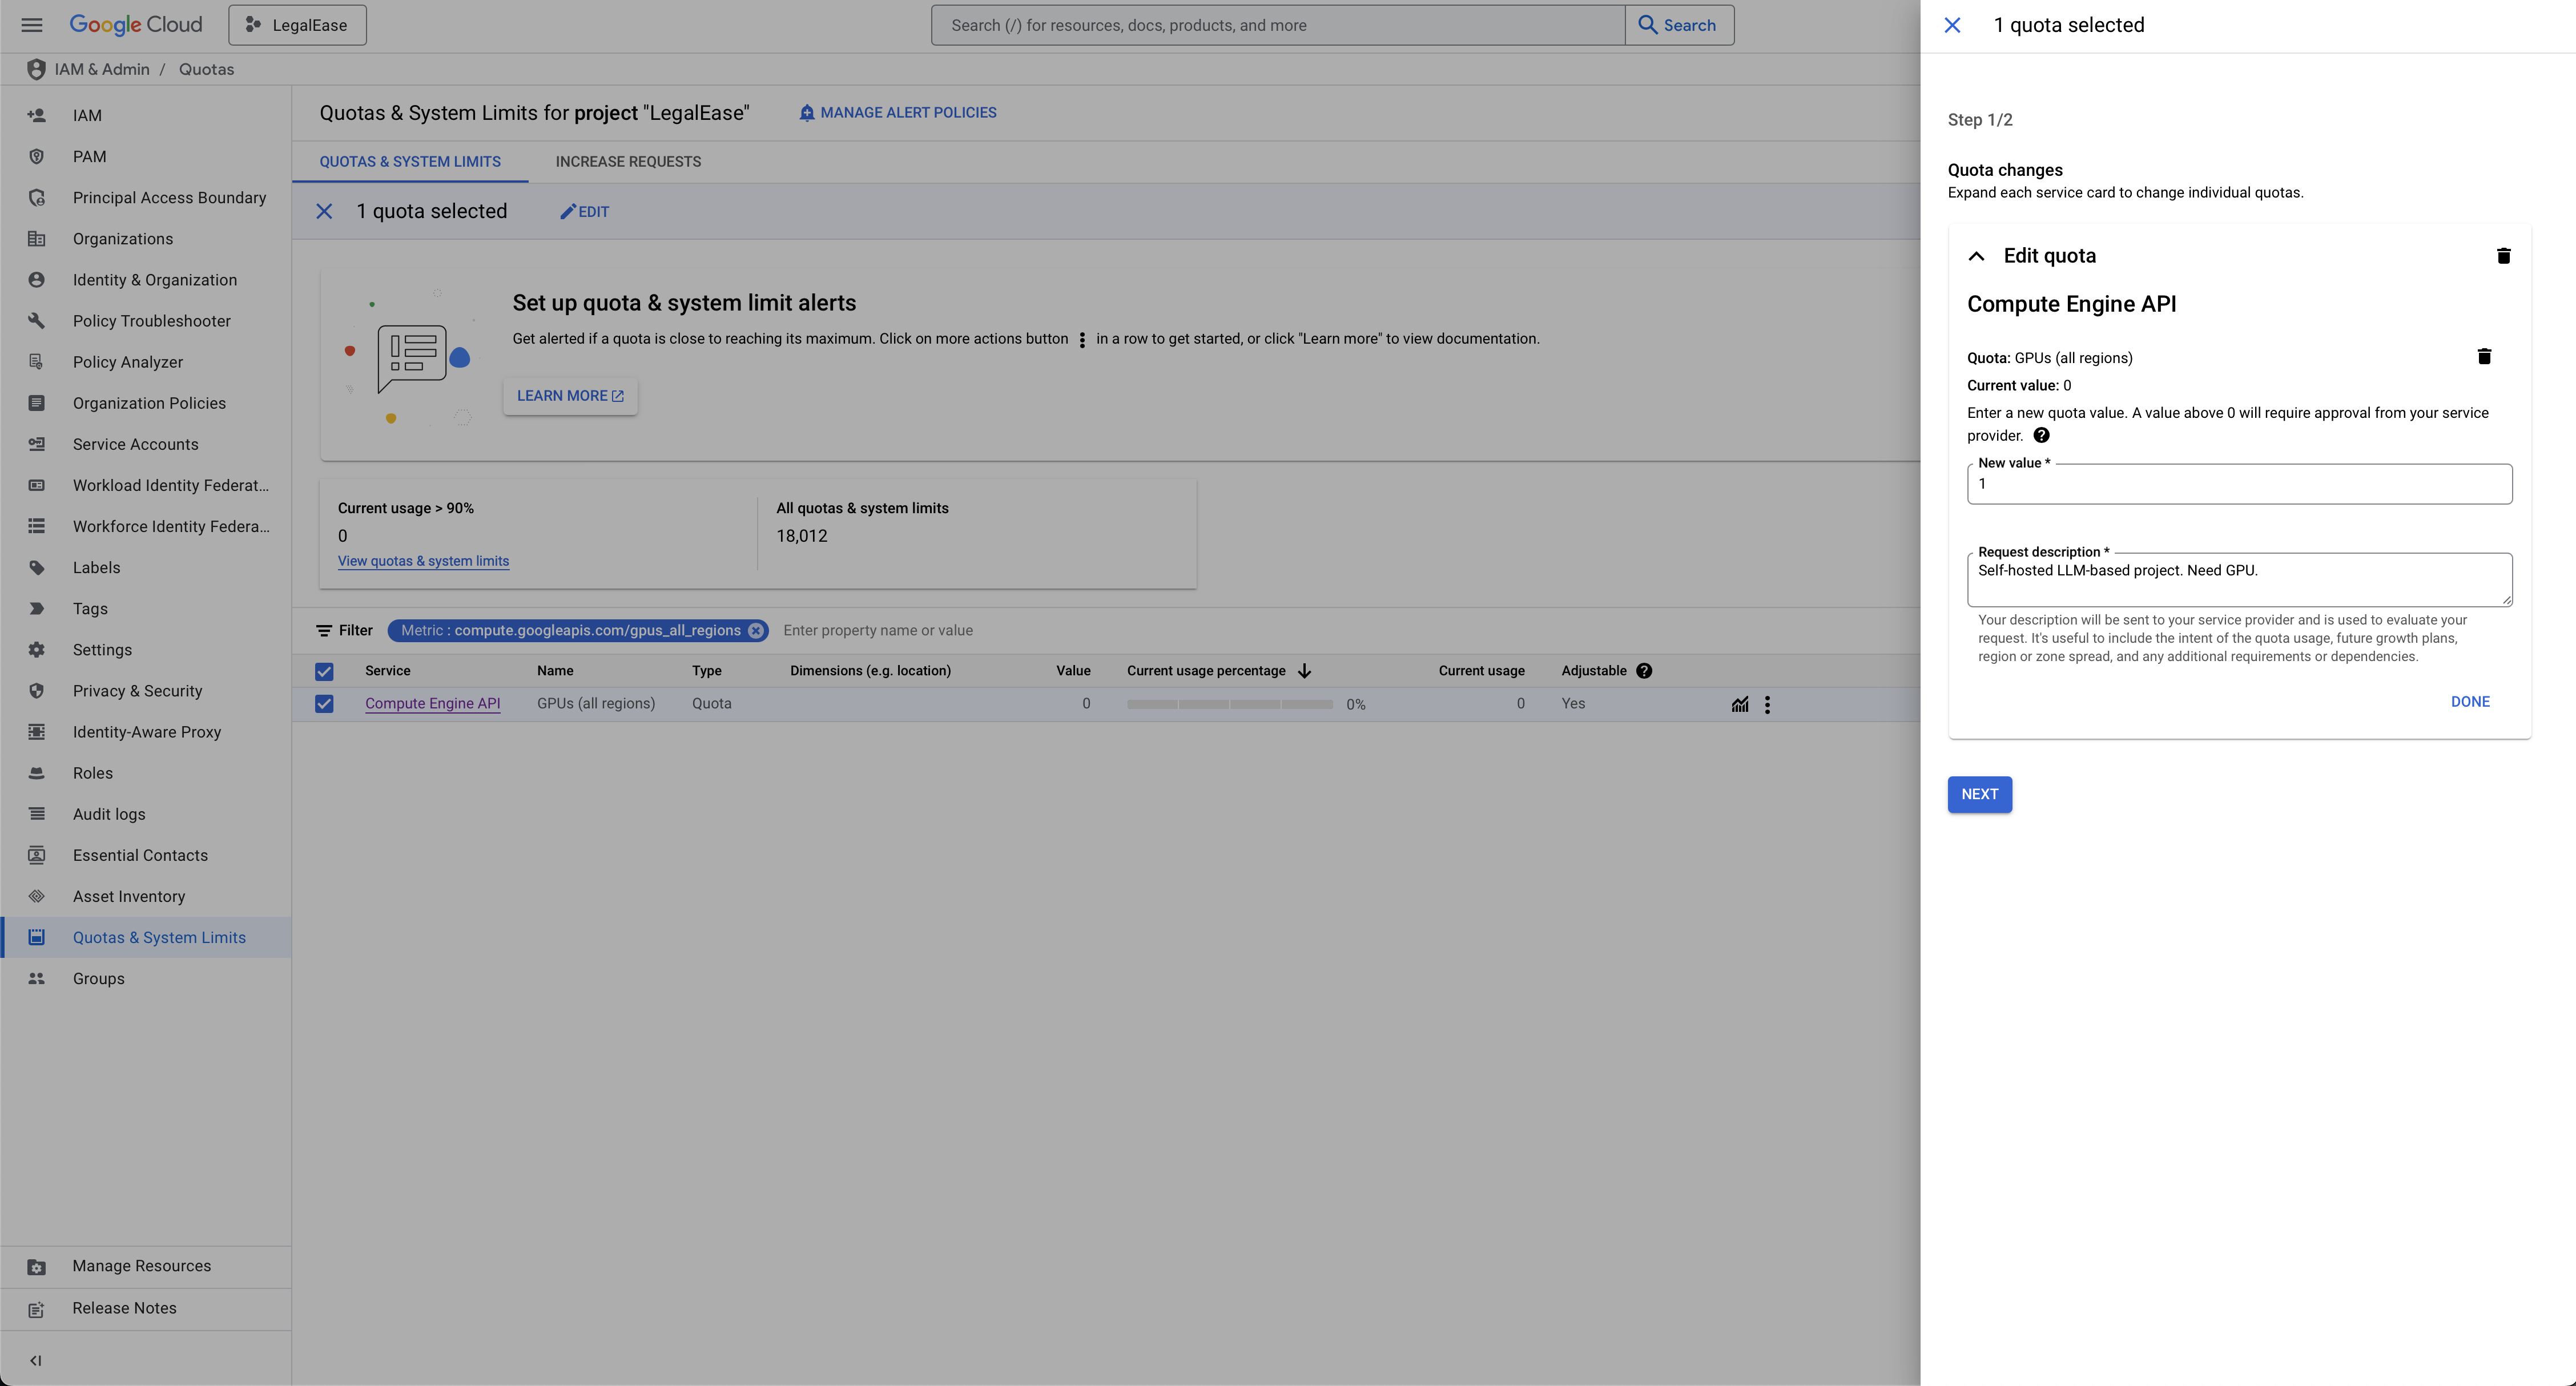 Google Cloud
LegalEase
Search (/) for resources, docs, products, and more
Search
IAM & Admin / Quotas
IAM
PAM
Principal Access Boundary
Organizations
Identity & Organization
Policy Troubleshooter
Policy Analyzer
Organization Policies
Service Accounts
Workload Identity Federat...
Workforce Identity Federa...
Labels
Tags
Settings
Privacy & Security
Identity-Aware Proxy
Roles
Audit logs
Essential Contacts
Asset Inventory
Quotas & System Limits
Groups
Manage Resources
Release Notes
Quotas & System Limits for project "LegalEase"
MANAGE ALERT POLICIES
QUOTAS & SYSTEM LIMITS
INCREASE REQUESTS
1 quota selected
EDIT
Set up quota & system limit alerts
Get alerted if a quota is close to reaching its maximum. Click on more actions button in a row to get started, or click "Learn more" to view documentation.
LEARN MORE
Current usage > 90%
0
View quotas & system limits
All quotas & system limits
18,012
Filter
Metric : compute.googleapis.com/gpus_all_regions
Enter property name or value
Service Name Type Dimensions (e.g. location) Value Current usage percentage Current usage Adjustable
Compute Engine API GPUs (all regions) Quota 0 0% 0 Yes
1 quota selected
Step 1/2
Quota changes
Expand each service card to change individual quotas.
Edit quota
Compute Engine API
Quota: GPUs (all regions)
Current value: 0
Enter a new quota value. A value above 0 will require approval from your service
provider.
New value *
1
Request description *
Self-hosted LLM-based project. Need GPU.
Your description will be sent to your service provider and is used to evaluate your
request. It's useful to include the intent of the quota usage, future growth plans,
region or zone spread, and any additional requirements or dependencies.
DONE
NEXT